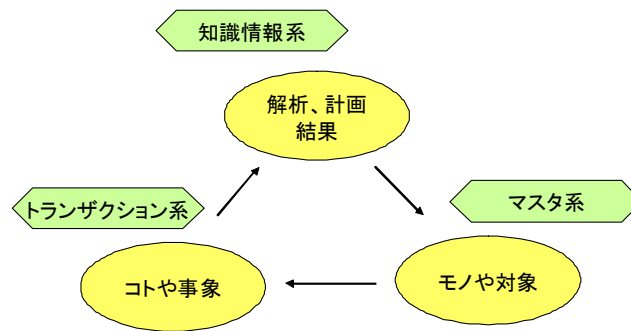 知識情報系
解析、計画
結果
トランザクション系
マスタ系
コトや事象
モノや対象